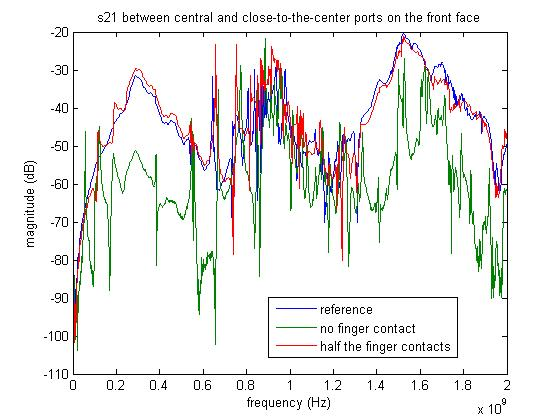 s21 between central and close-to-the-center ports on the front face
-20
-30
-40
-50
-60
-70
-80
-90
-100
-110
magnitude (dB)
reference
no finger contact
half the finger contacts
0 0.2 0.4 0.6 0.8 1 1.2 1.4 1.6 1.8 2
frequency (Hz)
x 10^9